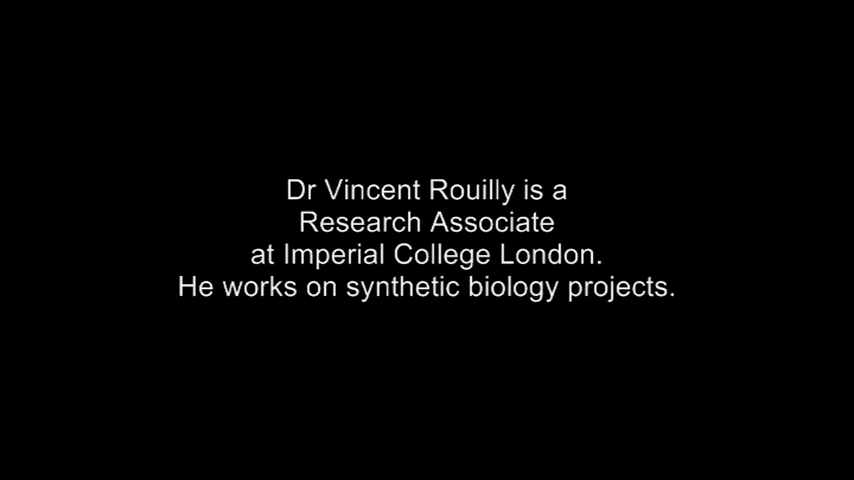 Dr Vincent Rouilly is a
Research Associate
at Imperial College London.
He works on synthetic biology projects.